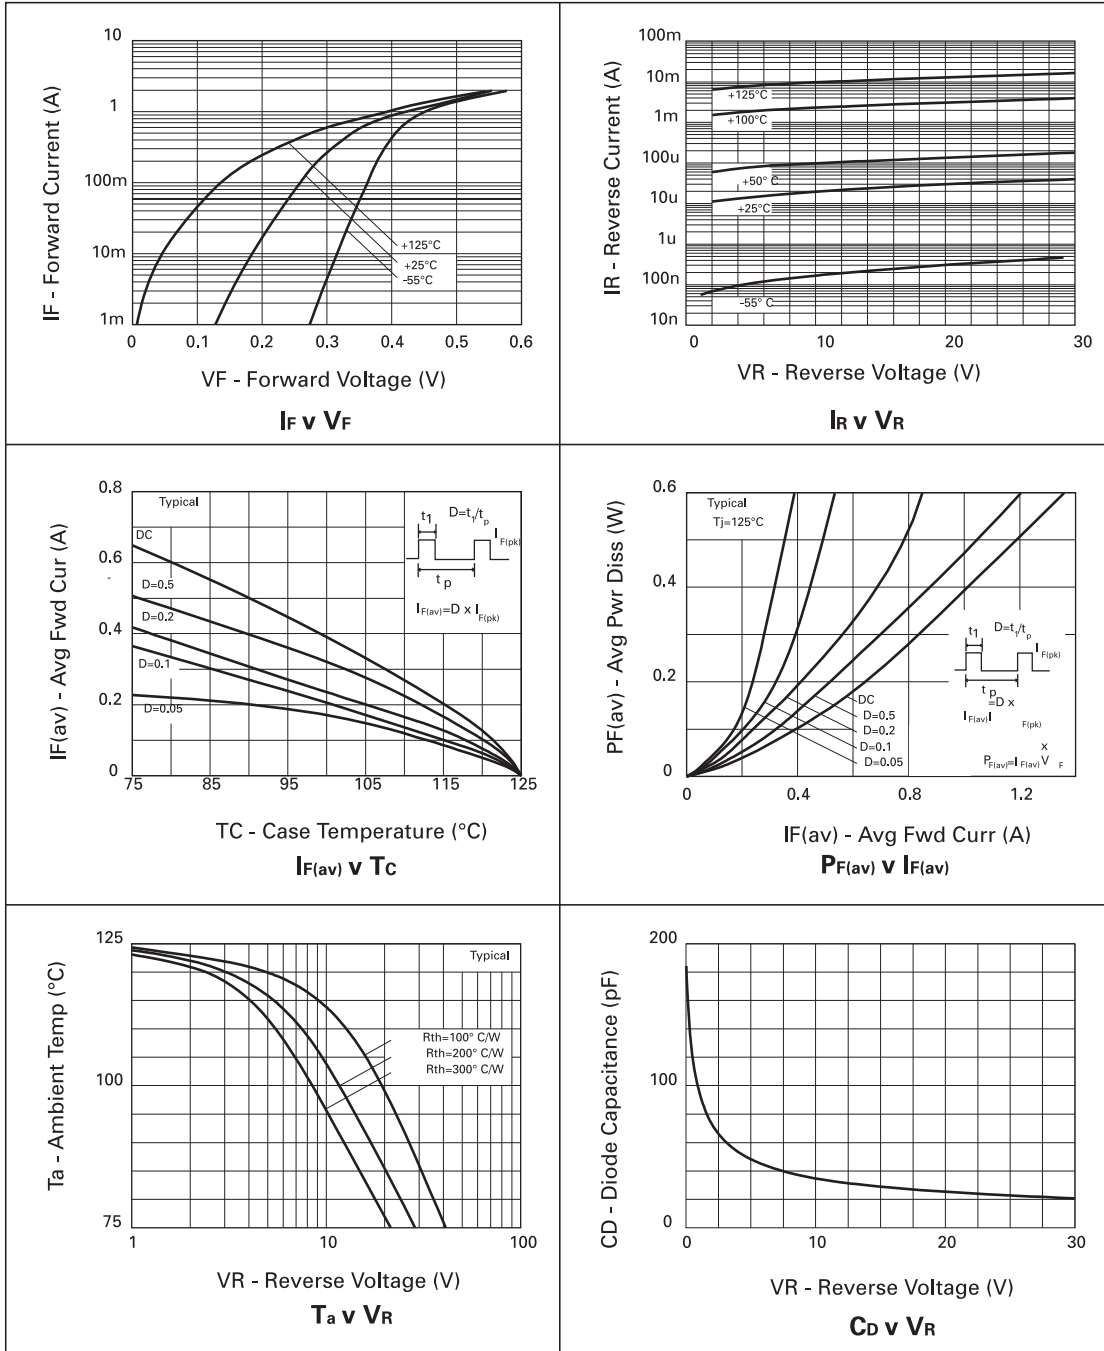 10
1
100m
10m
1m
IF - Forward Current (A)
+125°C
+25°C
-55°C
0 0.1 0.2 0.3 0.4 0.5 0.6
VF - Forward Voltage (V)
IF v VF
100m
10m
1m
100u
10u
1u
100n
10n
IR - Reverse Current (A)
+125°C
+100°C
+50° C
+25°C
-55° C
0 10 20 30
VR - Reverse Voltage (V)
IR v VR
0.8
0.6
0.4
0.2
0
IF(av) - Avg Fwd Cur (A)
Typical
DC
D=0.5
D=0.2
D=0.1
D=0.05
t1 D=t1/tp
IF(pk)
tp
IF(av)=D x IF(pk)
75 85 95 105 115 125
TC - Case Temperature (°C)
IF(av) v TC
0.6
0.4
0.2
0
PF(av) - Avg Pwr Diss (W)
Typical
Tj=125°C
t1 D=t1/tp
IF(pk)
tp
=D x
IF(av)I F(pk)
x
PF(av)=IF(av)V F
DC
D=0.5
D=0.2
D=0.1
D=0.05
0 0.4 0.8 1.2
IF(av) - Avg Fwd Curr (A)
PF(av) v IF(av)
125
100
75
Ta - Ambient Temp (°C)
Typical
Rth=100° C/W
Rth=200° C/W
Rth=300° C/W
1 10 100
VR - Reverse Voltage (V)
Ta v VR
200
100
0
CD - Diode Capacitance (pF)
0 10 20 30
VR - Reverse Voltage (V)
CD v VR